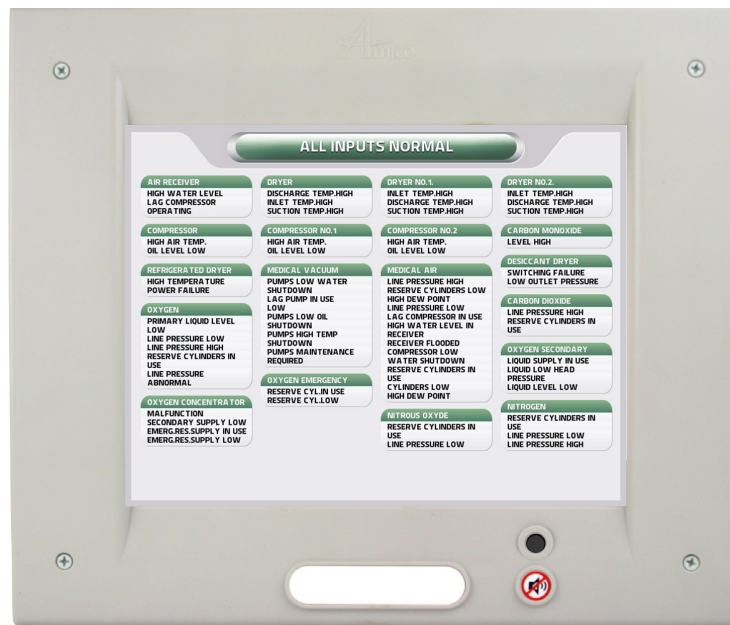 Amico
ALL INPUTS NORMAL
AIR RECEIVER
HIGH WATER LEVEL
LAG COMPRESSOR
OPERATING
COMPRESSOR
HIGH AIR TEMP.
OIL LEVEL LOW
REFRIGERATED DRYER
HIGH TEMPERATURE
POWER FAILURE
OXYGEN
PRIMARY LIQUID LEVEL
LOW
LINE PRESSURE LOW
LINE PRESSURE HIGH
RESERVE CYLINDERS IN
USE
LINE PRESSURE
ABNORMAL
OXYGEN CONCENTRATOR
MALFUNCTION
SECONDARY SUPPLY LOW
EMERG.RES.SUPPLY IN USE
EMERG.RES.SUPPLY LOW
DRYER
DISCHARGE TEMP.HIGH
INLET TEMP.HIGH
SUCTION TEMP.HIGH
COMPRESSOR NO.1
HIGH AIR TEMP.
OIL LEVEL LOW
MEDICAL VACUUM
PUMPS LOW WATER
SHUTDOWN
LAG PUMP IN USE
LOW
PUMPS LOW OIL
SHUTDOWN
PUMPS HIGH TEMP
SHUTDOWN
PUMPS MAINTENANCE
REQUIRED
OXYGEN EMERGENCY
RESERVE CYL.IN USE
RESERVE CYL.LOW
DRYER NO.1.
INLET TEMP.HIGH
DISCHARGE TEMP.HIGH
SUCTION TEMP.HIGH
COMPRESSOR NO.2
HIGH AIR TEMP.
OIL LEVEL LOW
MEDICAL AIR
LINE PRESSURE HIGH
RESERVE CYLINDERS LOW
HIGH DEW POINT
LINE PRESSURE LOW
LAG COMPRESSOR IN USE
HIGH WATER LEVEL IN
RECEIVER
RECEIVER FLOODED
COMPRESSOR LOW
WATER SHUTDOWN
RESERVE CYLINDERS IN
USE
CYLINDERS LOW
HIGH DEW POINT
NITROUS OXYDE
RESERVE CYLINDERS IN
USE
LINE PRESSURE LOW
DRYER NO.2.
INLET TEMP.HIGH
DISCHARGE TEMP.HIGH
SUCTION TEMP.HIGH
CARBON MONOXIDE
LEVEL HIGH
DESICCANT DRYER
SWITCHING FAILURE
LOW OUTLET PRESSURE
CARBON DIOXIDE
LINE PRESSURE HIGH
RESERVE CYLINDERS IN
USE
OXYGEN SECONDARY
LIQUID SUPPLY IN USE
LIQUID LOW HEAD
PRESSURE
LIQUID LEVEL LOW
NITROGEN
RESERVE CYLINDERS IN
USE
LINE PRESSURE LOW
LINE PRESSURE HIGH